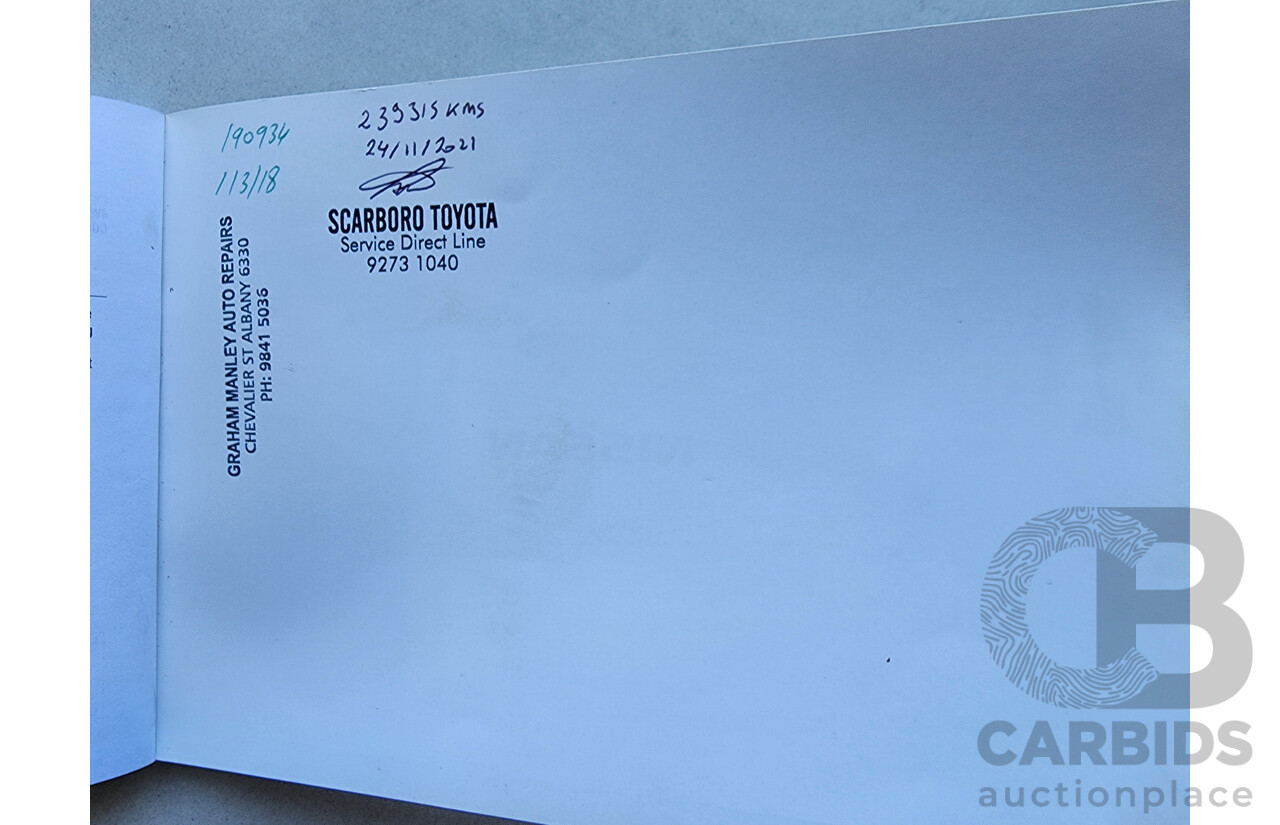 190934
1/3/18
GRAHAM MANLEY AUTO REPAIRS
CHEVALIER ST ALBANY 6330
PH: 9841 5036
239315 KMS
24/11/2021
SCARBORO TOYOTA
Service Direct Line
9273 1040
CARBIDS
auctionplace